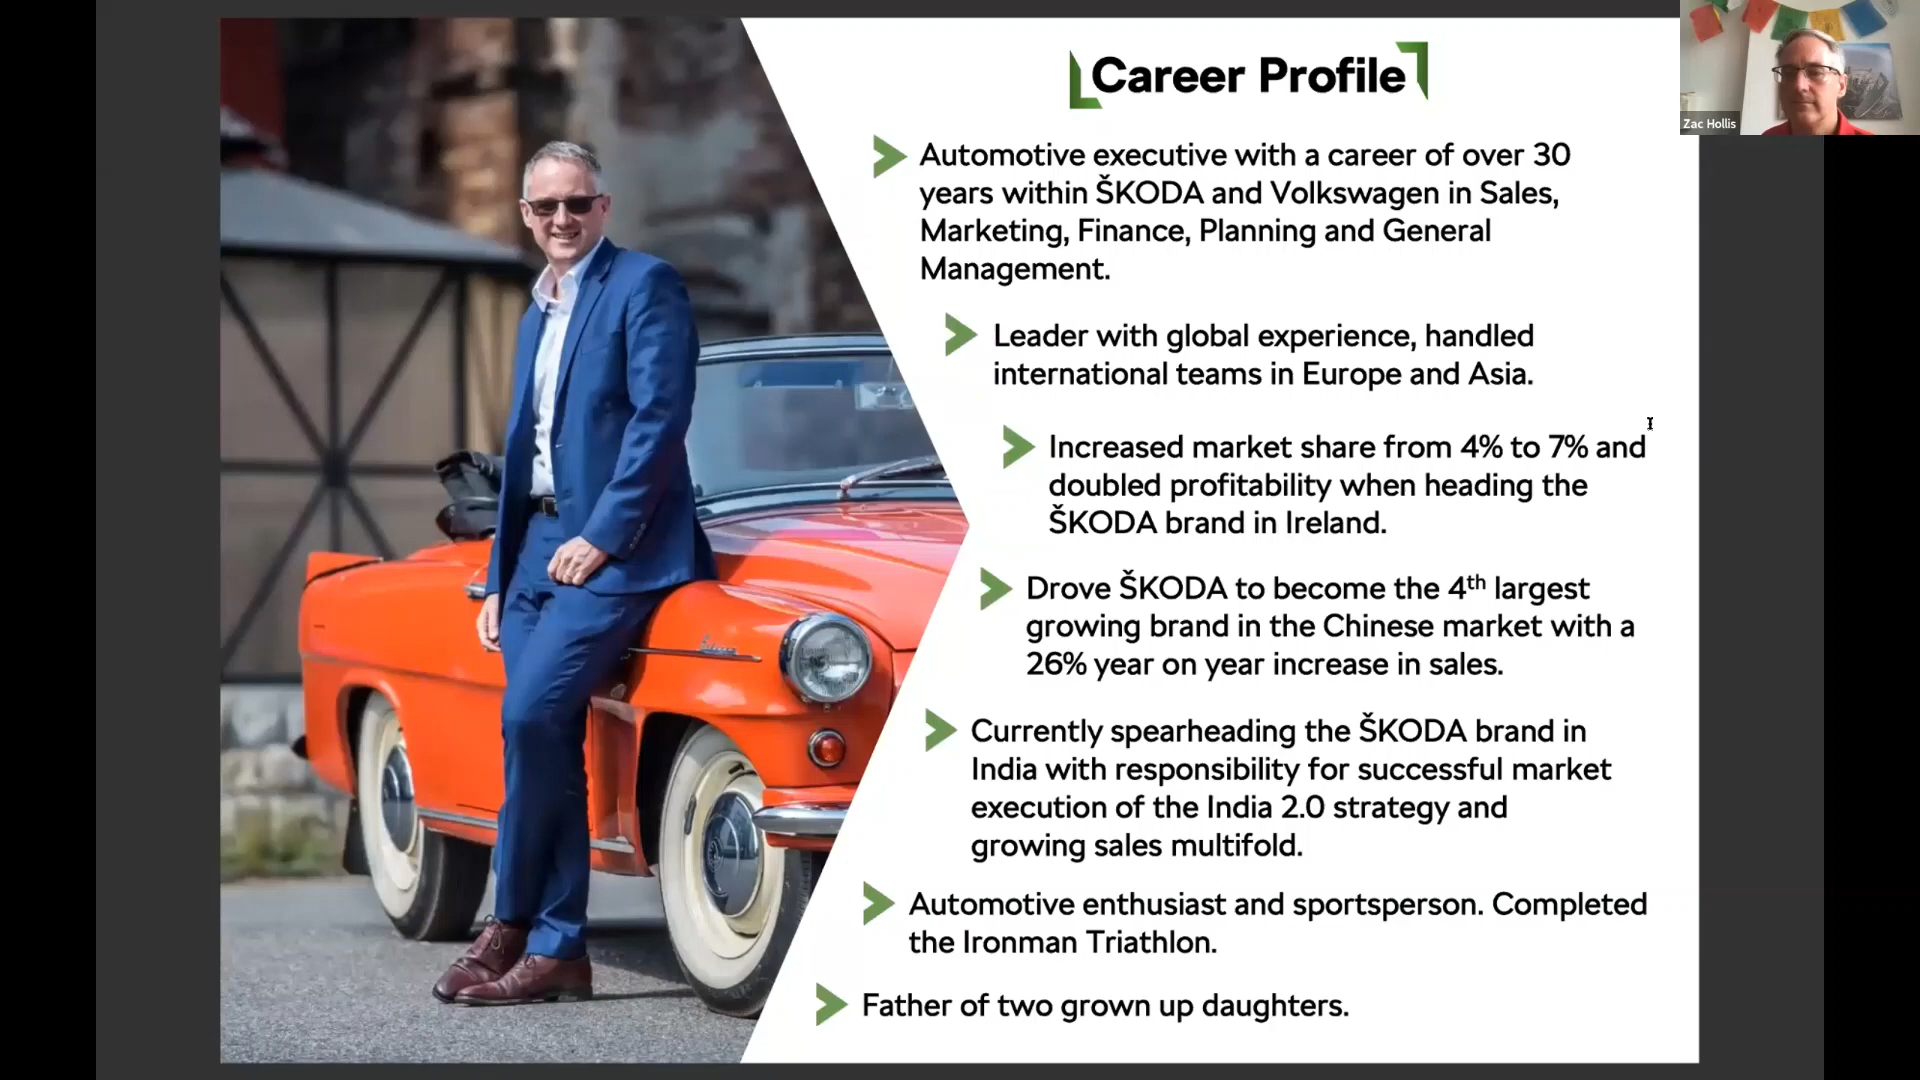 Career Profile
Zac Hollis
Automotive executive with a career of over 30
years within ŠKODA and Volkswagen in Sales,
Marketing, Finance, Planning and General
Management.
Leader with global experience, handled
international teams in Europe and Asia.
Increased market share from 4% to 7% and
doubled profitability when heading the
ŠKODA brand in Ireland.
Drove ŠKODA to become the 4th largest
growing brand in the Chinese market with a
26% year on year increase in sales.
Currently spearheading the ŠKODA brand in
India with responsibility for successful market
execution of the India 2.0 strategy and
growing sales multifold.
Automotive enthusiast and sportsperson. Completed
the Ironman Triathlon.
Father of two grown up daughters.